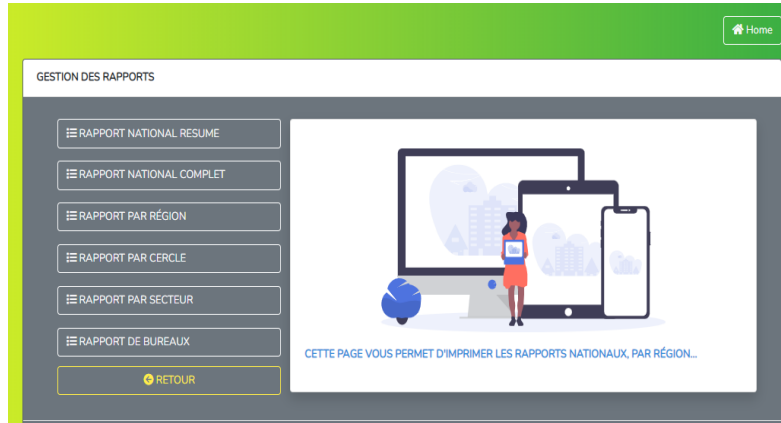 Home
GESTION DES RAPPORTS
RAPPORT NATIONAL RESUME
RAPPORT NATIONAL COMPLET
RAPPORT PAR RÉGION
RAPPORT PAR CERCLE
RAPPORT PAR SECTEUR
RAPPORT DE BUREAUX
RETOUR
CETTE PAGE VOUS PERMET D'IMPRIMER LES RAPPORTS NATIONAUX, PAR RÉGION...